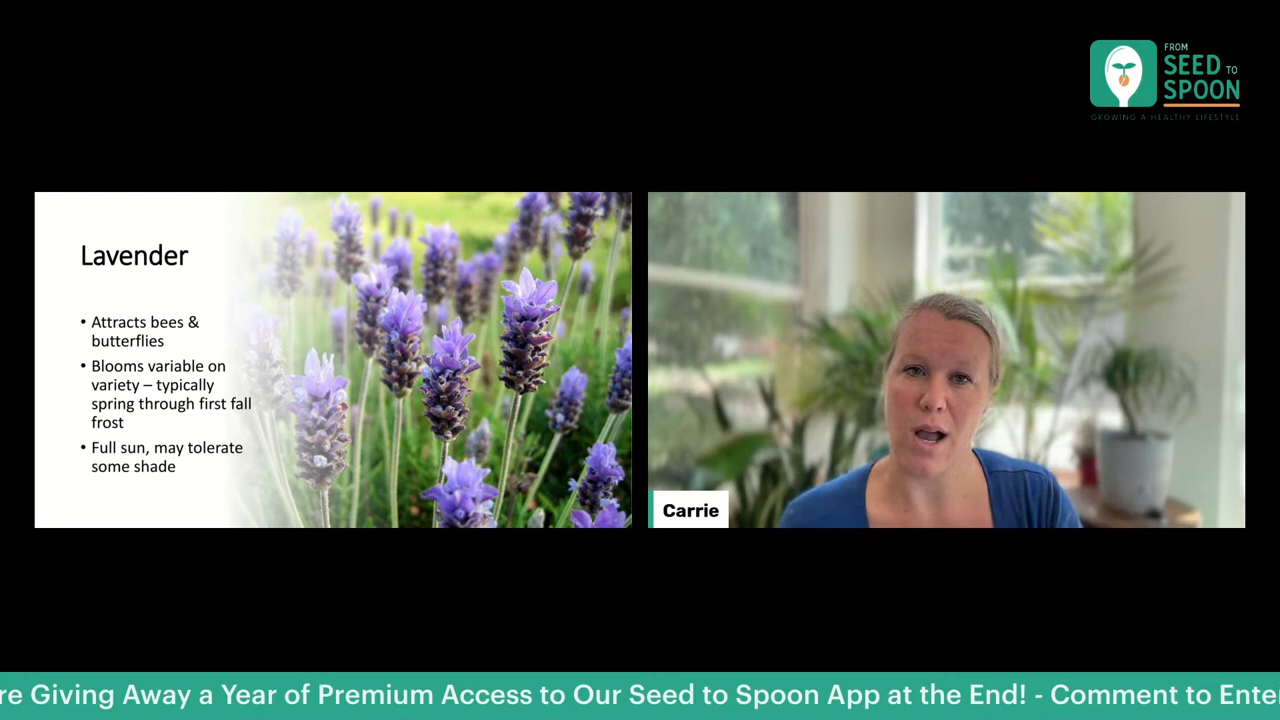 FROM
SEED TO
SPOON
GROWING A HEALTHY LIFESTYLE
Lavender
• Attracts bees &
butterflies
• Blooms variable on
variety – typically
spring through first fall
frost
• Full sun, may tolerate
some shade
Carrie
re Giving Away a Year of Premium Access to Our Seed to Spoon App at the End! - Comment to Ente